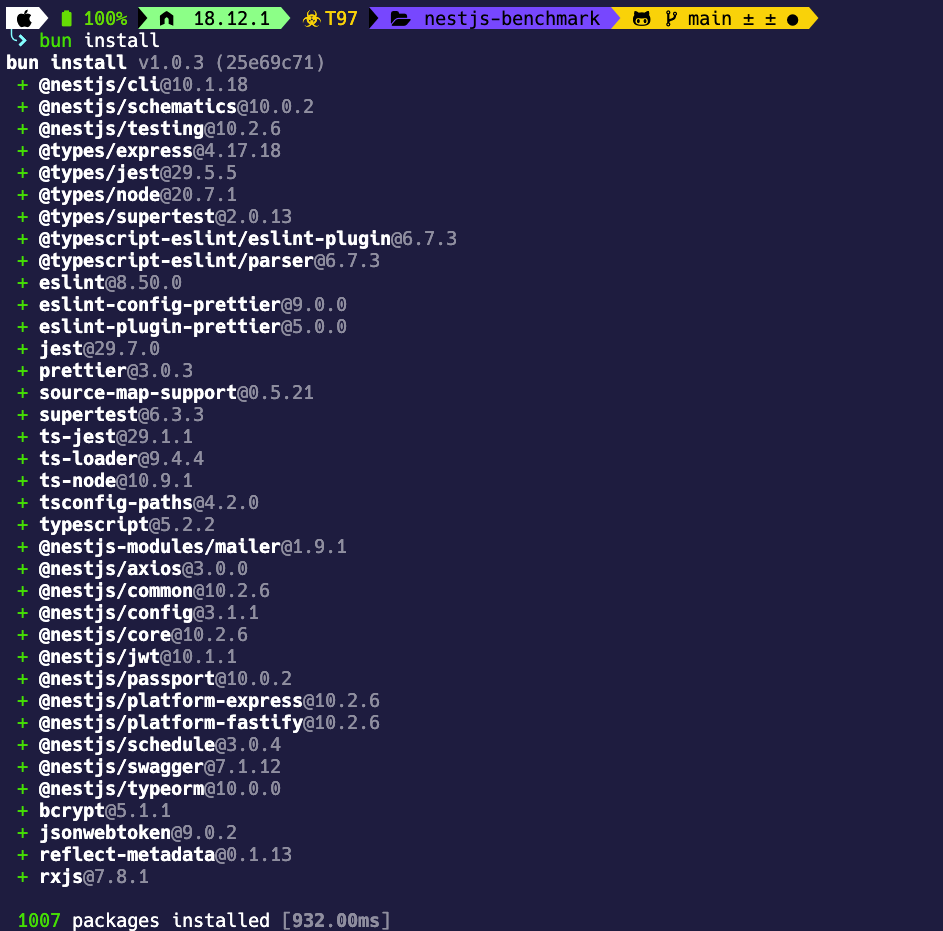 100% 18.12.1 T97 nestjs-benchmark main ± ± ●
bun install
bun install v1.0.3 (25e69c71)
+ @nestjs/cli@10.1.18
+ @nestjs/schematics@10.0.2
+ @nestjs/testing@10.2.6
+ @types/express@4.17.18
+ @types/jest@29.5.5
+ @types/node@20.7.1
+ @types/supertest@2.0.13
+ @typescript-eslint/eslint-plugin@6.7.3
+ @typescript-eslint/parser@6.7.3
+ eslint@8.50.0
+ eslint-config-prettier@9.0.0
+ eslint-plugin-prettier@5.0.0
+ jest@29.7.0
+ prettier@3.0.3
+ source-map-support@0.5.21
+ supertest@6.3.3
+ ts-jest@29.1.1
+ ts-loader@9.4.4
+ ts-node@10.9.1
+ tsconfig-paths@4.2.0
+ typescript@5.2.2
+ @nestjs-modules/mailer@1.9.1
+ @nestjs/axios@3.0.0
+ @nestjs/common@10.2.6
+ @nestjs/config@3.1.1
+ @nestjs/core@10.2.6
+ @nestjs/jwt@10.1.1
+ @nestjs/passport@10.0.2
+ @nestjs/platform-express@10.2.6
+ @nestjs/platform-fastify@10.2.6
+ @nestjs/schedule@3.0.4
+ @nestjs/swagger@7.1.12
+ @nestjs/typeorm@10.0.0
+ bcrypt@5.1.1
+ jsonwebtoken@9.0.2
+ reflect-metadata@0.1.13
+ rxjs@7.8.1
1007 packages installed [932.00ms]